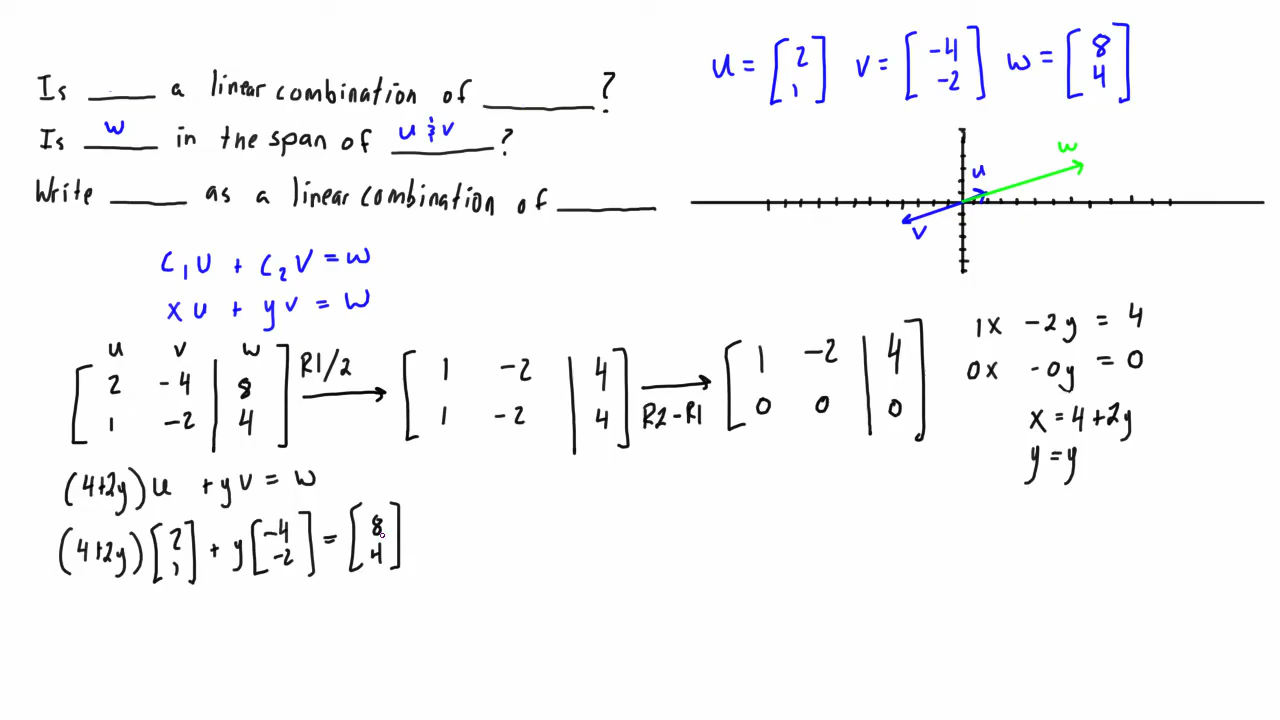 Is ____ a linear combination of ____?
Is w in the span of u & v?
Write ____ as a linear combination of ____
u = [2 1] v = [-4 -2] w = [8 4]
w
u
v
C₁u + C₂v = w
xu + yv = w
u v w
[2 -4 | 8] R1/2 [1 -2 | 4] [1 -2 | 4]
[1 -2 | 4] [1 -2 | 4] R2-R1 [0 0 | 0]
1x -2y = 4
0x -0y = 0
x = 4+2y
y = y
(4+2y)u + yv = w
(4+2y)[2 1] + y[-4 -2] = [8 4]